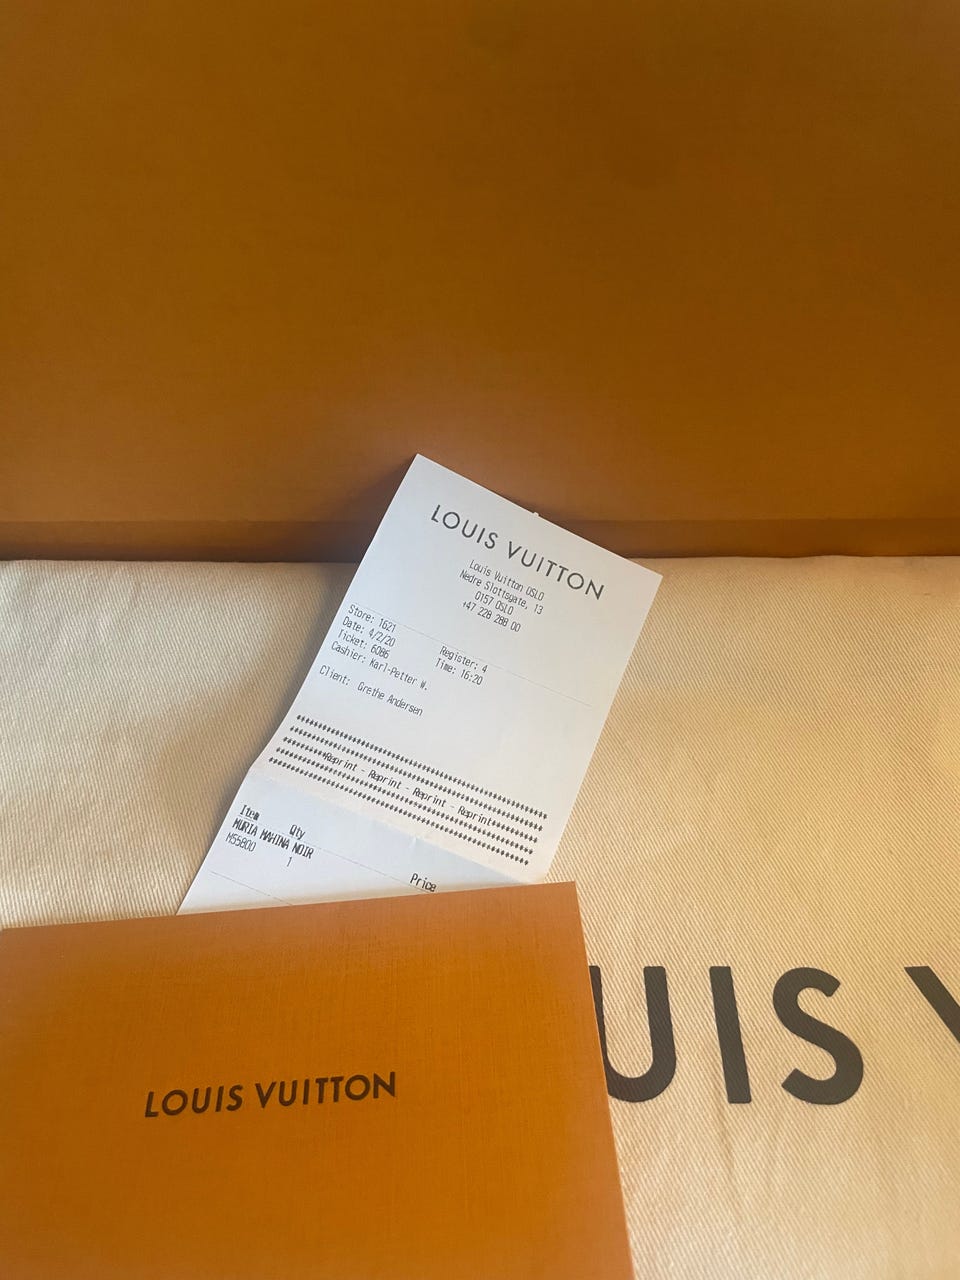 LOUIS VUITTON
Louis Vuitton OSLO
Nedre Slottsgate, 13
0157 OSLO
+47 228 288 00
Store: 1621 Register: 4
Date: 4/2/20 Time: 16:20
Ticket: 6086
Cashier: Karl-Petter W.
Client: Grethe Andersen
Reprint - Reprint - Reprint - Reprint
Item Qty Price
MURIA MAHINA NOIR
M55800 1
LOUIS VUITTON
UIS V